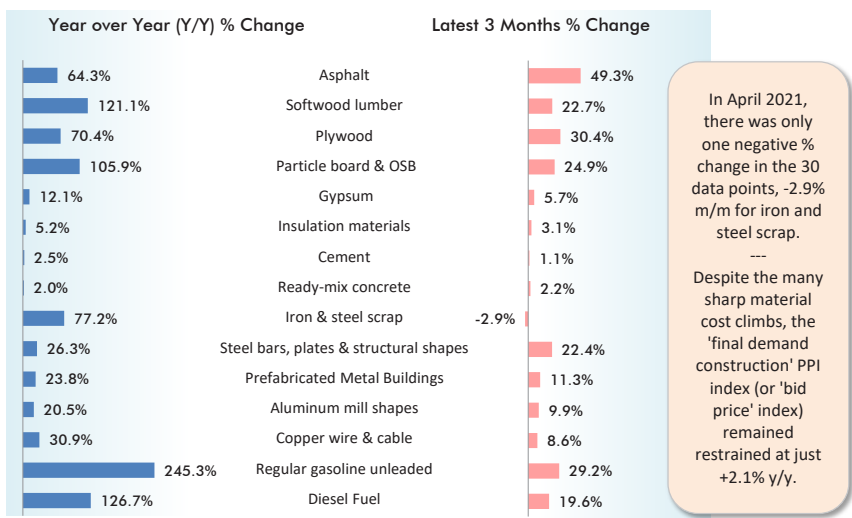 Year over Year (Y/Y) % Change
Latest 3 Months % Change
64.3% Asphalt 49.3%
121.1% Softwood lumber 22.7%
70.4% Plywood 30.4%
105.9% Particle board & OSB 24.9%
12.1% Gypsum 5.7%
5.2% Insulation materials 3.1%
2.5% Cement 1.1%
2.0% Ready-mix concrete 2.2%
77.2% Iron & steel scrap -2.9%
26.3% Steel bars, plates & structural shapes 22.4%
23.8% Prefabricated Metal Buildings 11.3%
20.5% Aluminum mill shapes 9.9%
30.9% Copper wire & cable 8.6%
245.3% Regular gasoline unleaded 29.2%
126.7% Diesel Fuel 19.6%
In April 2021,
there was only
one negative %
change in the 30
data points, -2.9%
m/m for iron and
steel scrap.
---
Despite the many
sharp material
cost climbs, the
'final demand
construction' PPI
index (or 'bid
price' index)
remained
restrained at just
+2.1% y/y.